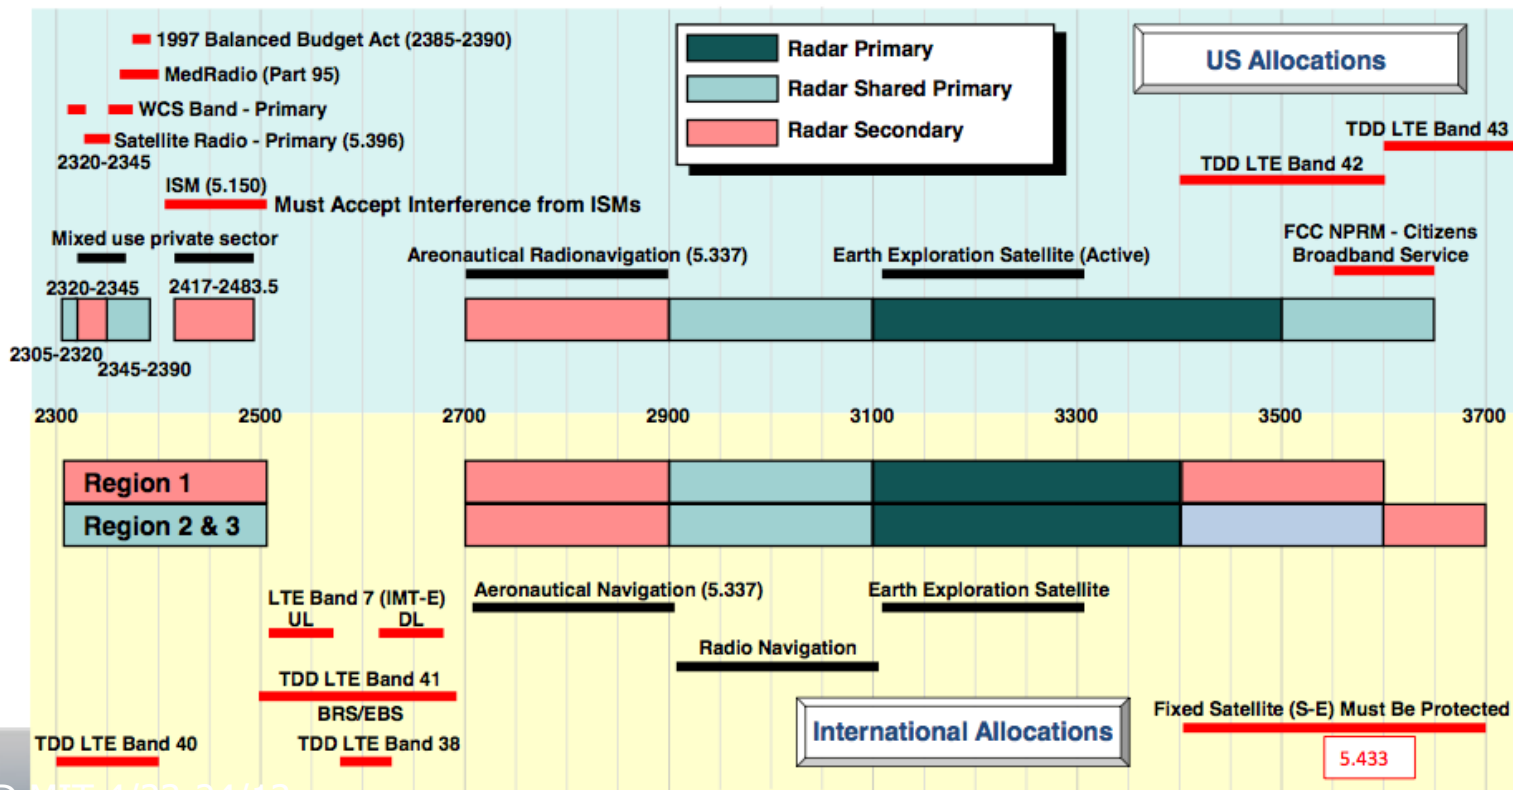 1997 Balanced Budget Act (2385-2390)
MedRadio (Part 95)
WCS Band - Primary
Satellite Radio - Primary (5.396)
2320-2345
ISM (5.150)
Must Accept Interference from ISMs
Radar Primary
Radar Shared Primary
Radar Secondary
US Allocations
TDD LTE Band 43
TDD LTE Band 42
Mixed use private sector
Areonautical Radionavigation (5.337)
Earth Exploration Satellite (Active)
FCC NPRM - Citizens
Broadband Service
2320-2345
2417-2483.5
2305-2320
2345-2390
2300 2500 2700 2900 3100 3300 3500 3700
Region 1
Region 2 & 3
LTE Band 7 (IMT-E)
UL DL
Aeronautical Navigation (5.337)
Earth Exploration Satellite
Radio Navigation
TDD LTE Band 41
BRS/EBS
TDD LTE Band 40
TDD LTE Band 38
International Allocations
Fixed Satellite (S-E) Must Be Protected
5.433